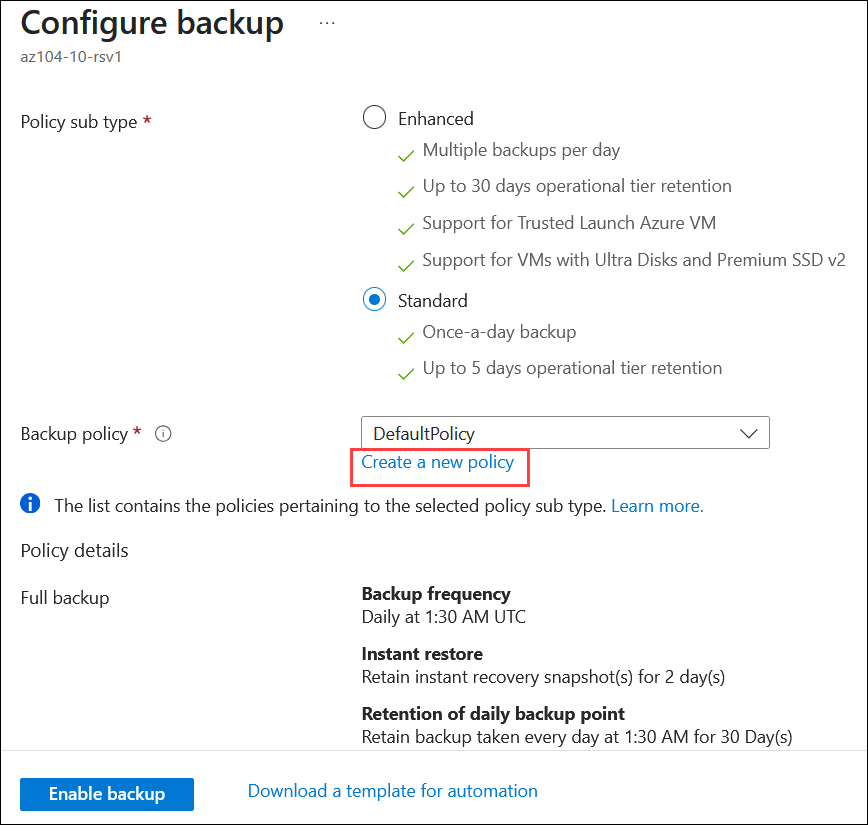 Configure backup ...
az104-10-rsv1
Policy sub type *
Enhanced
Multiple backups per day
Up to 30 days operational tier retention
Support for Trusted Launch Azure VM
Support for VMs with Ultra Disks and Premium SSD v2
Standard
Once-a-day backup
Up to 5 days operational tier retention
Backup policy *
DefaultPolicy
Create a new policy
The list contains the policies pertaining to the selected policy sub type. Learn more.
Policy details
Full backup
Backup frequency
Daily at 1:30 AM UTC
Instant restore
Retain instant recovery snapshot(s) for 2 day(s)
Retention of daily backup point
Retain backup taken every day at 1:30 AM for 30 Day(s)
Enable backup
Download a template for automation